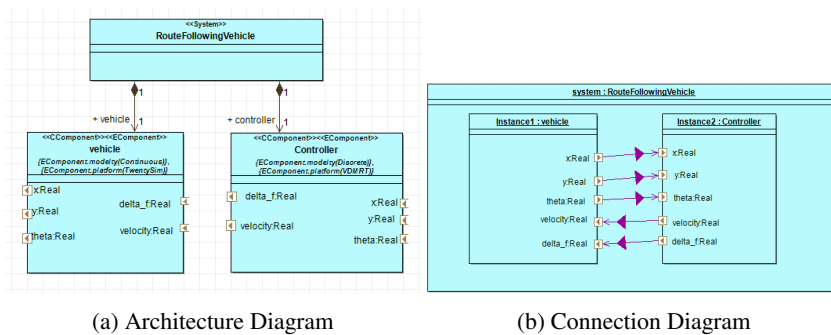 <<System>>
RouteFollowingVehicle
1
1
+ vehicle
1
+ controller
1
<<CComponent>><<EComponent>>
vehicle
{EComponent.modelty(Continuous)},
{EComponent.platform(TwentySim)}
x:Real
y:Real
theta:Real
delta_f:Real
velocity:Real
<<CComponent>><<EComponent>>
Controller
{EComponent.modelty(Discrete)},
{EComponent.platform(VDMRT)}
delta_f:Real
velocity:Real
x:Real
y:Real
theta:Real
(a) Architecture Diagram
system : RouteFollowingVehicle
Instance1 : vehicle
x:Real
y:Real
theta:Real
velocity:Real
delta_f:Real
Instance2 : Controller
x:Real
y:Real
theta:Real
velocity:Real
delta_f:Real
(b) Connection Diagram